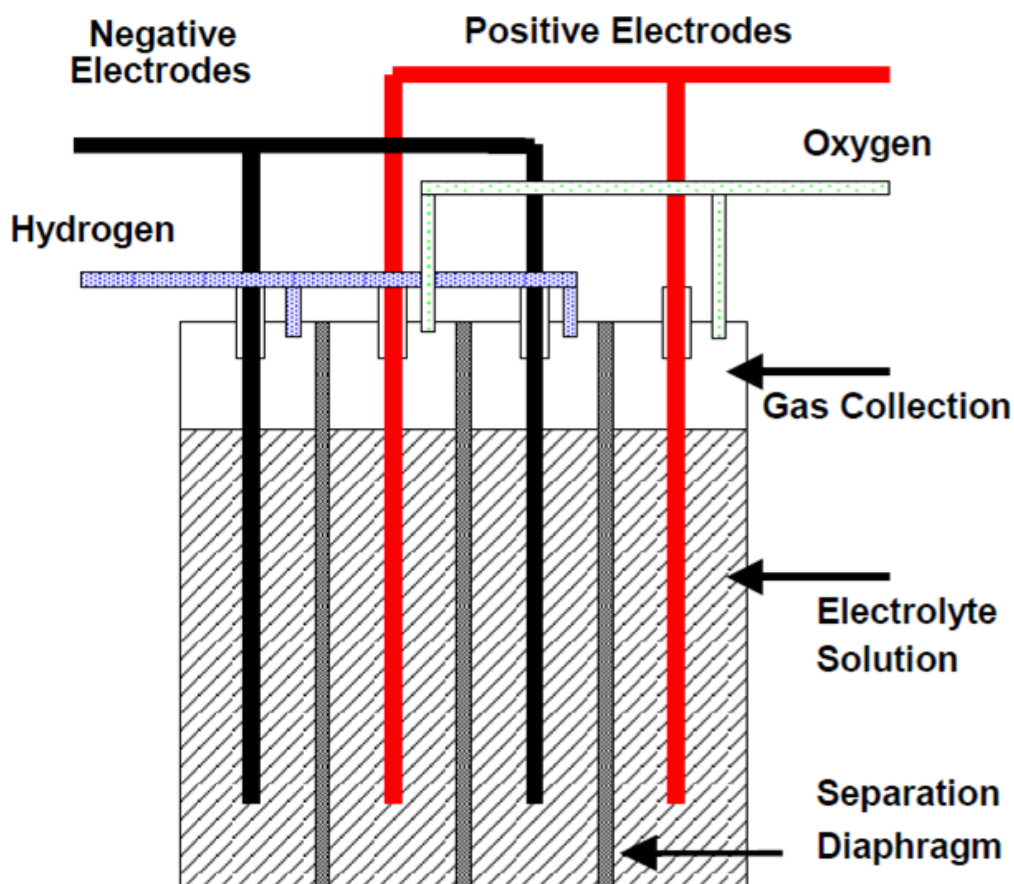 Negative
Electrodes
Positive Electrodes
Oxygen
Hydrogen
Gas Collection
Electrolyte
Solution
Separation
Diaphragm